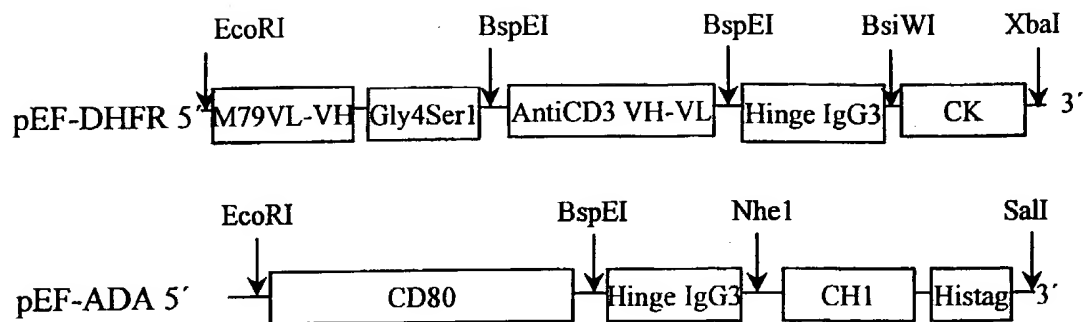 EcoRI BspEI BspEI BsiWI XbaI
pEF-DHFR 5´ M79VL-VH Gly4Ser1 AntiCD3 VH-VL Hinge IgG3 CK 3´
EcoRI BspEI Nhe1 SalI
pEF-ADA 5´ CD80 Hinge IgG3 CH1 Histag 3´